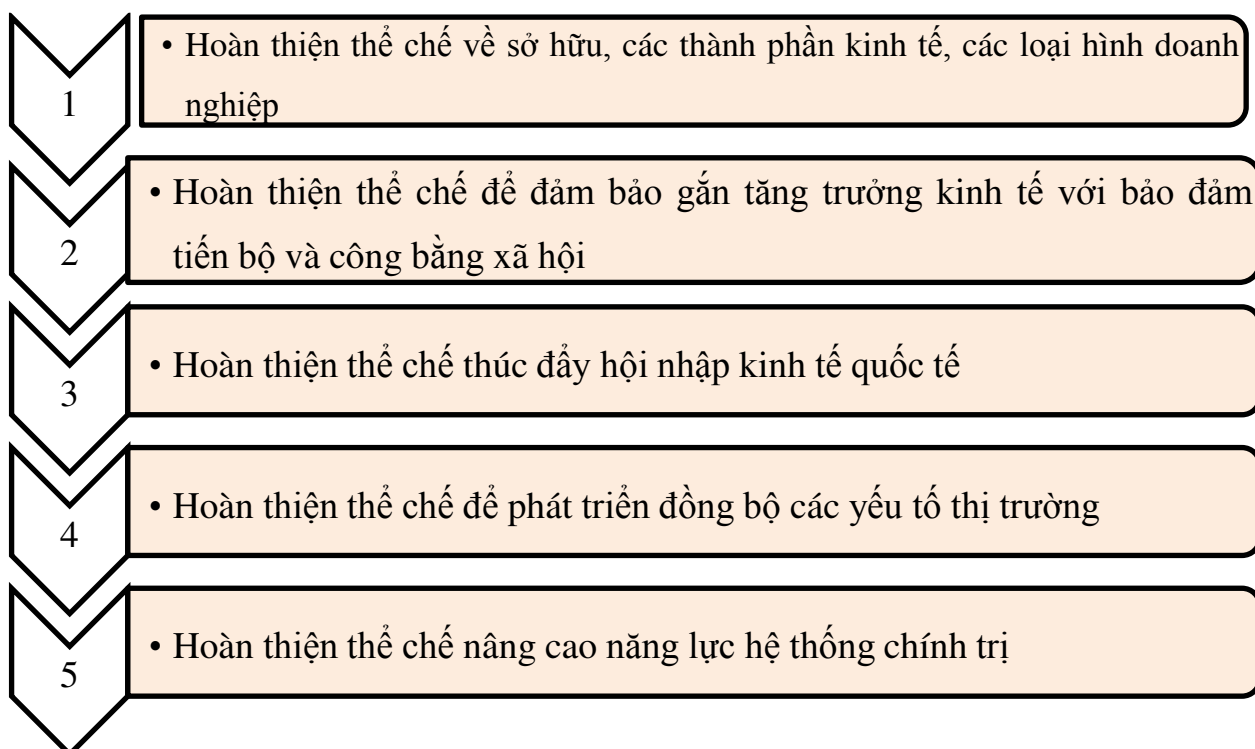 1
• Hoàn thiện thể chế về sở hữu, các thành phần kinh tế, các loại hình doanh
nghiệp
2
• Hoàn thiện thể chế để đảm bảo gắn tăng trưởng kinh tế với bảo đảm
tiến bộ và công bằng xã hội
3
• Hoàn thiện thể chế thúc đẩy hội nhập kinh tế quốc tế
4
• Hoàn thiện thể chế để phát triển đồng bộ các yếu tố thị trường
5
• Hoàn thiện thể chế nâng cao năng lực hệ thống chính trị